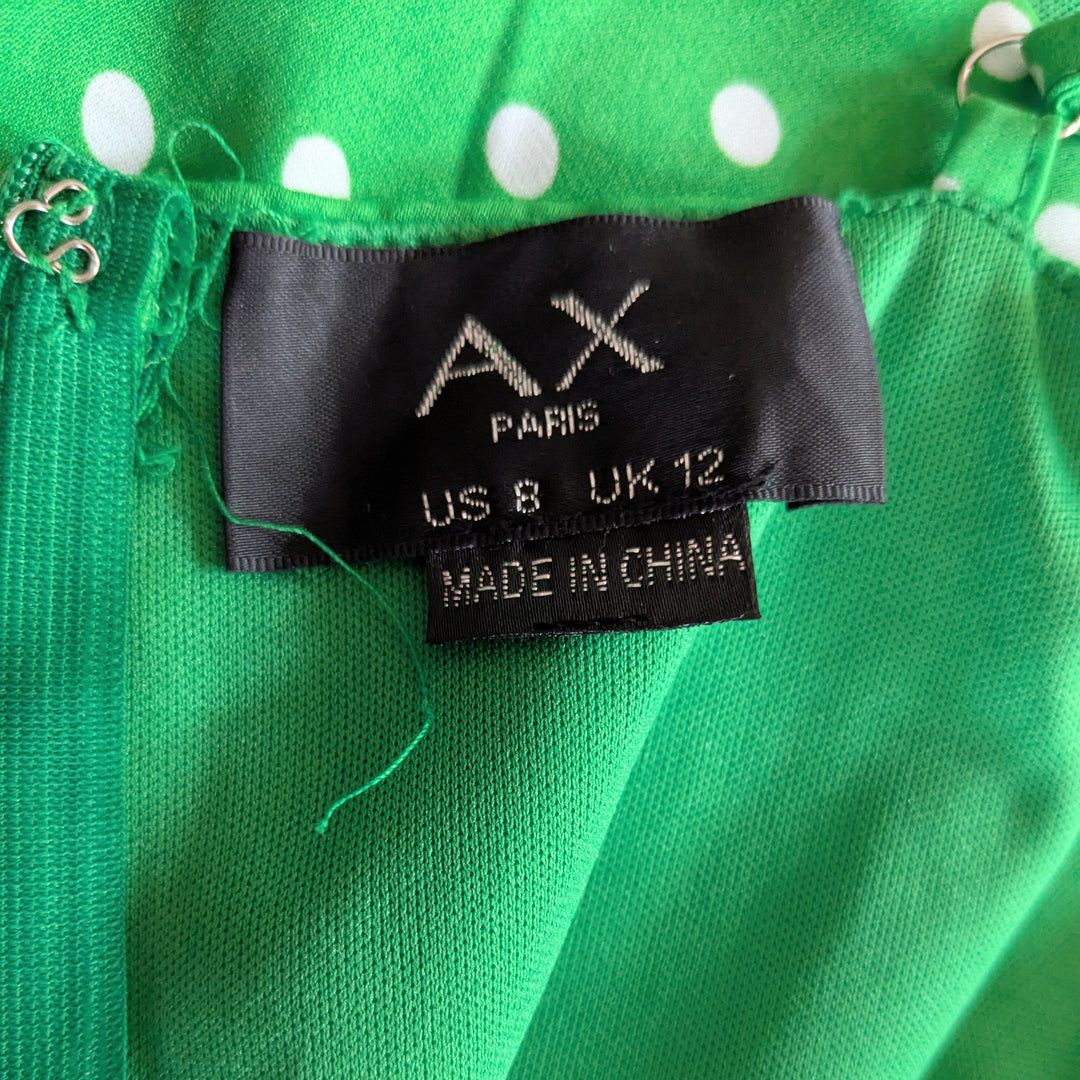 AX
PARIS
US 8 UK 12
MADE IN CHINA